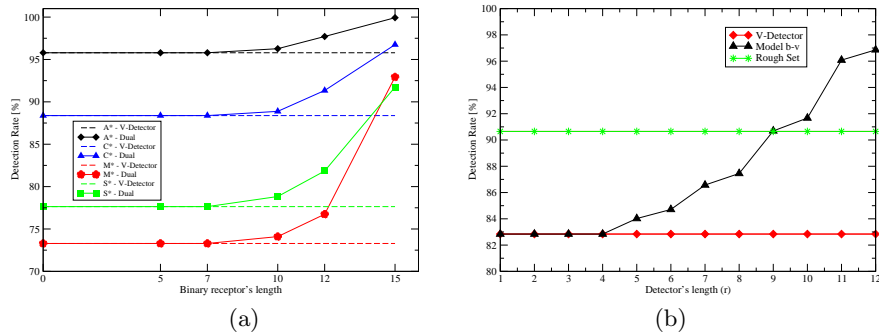 100
95
90
85
80
75
70
Detection Rate [%]
A* - V-Detector
A* - Dual
C* - V-Detector
C* - Dual
M* - V-Detector
M* - Dual
S* - V-Detector
S* - Dual
0 5 7 10 12 15
Binary receptor's length
(a)
100
98
96
94
92
90
88
86
84
82
80
Detection Rate [%]
V-Detector
Model b-v
Rough Set
1 2 3 4 5 6 7 8 9 10 11 12
Detector's length (r)
(b)